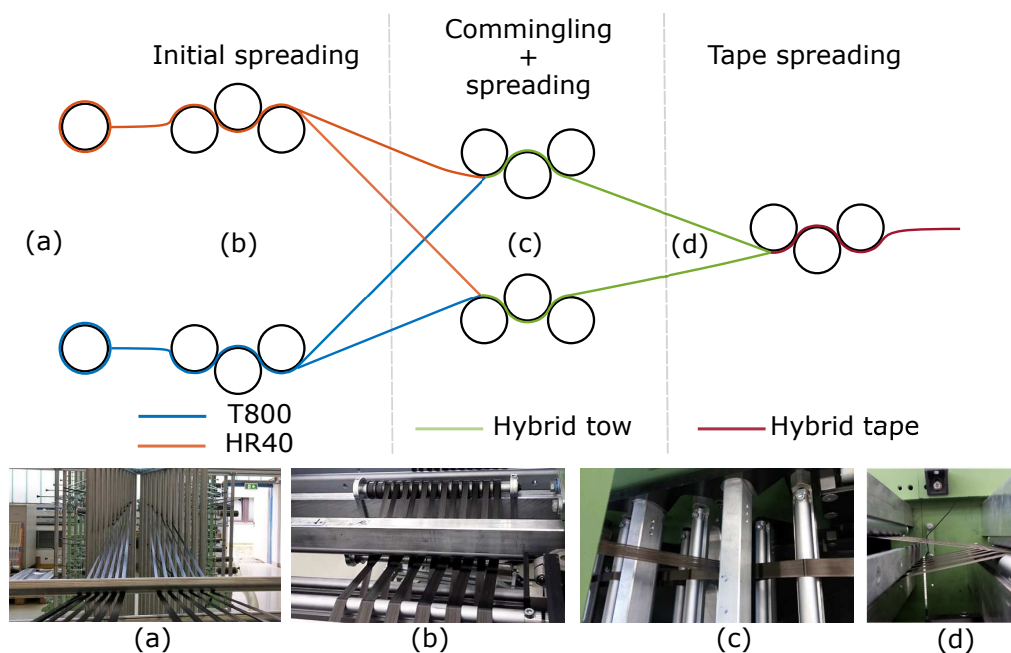 Initial spreading
Commingling
+
spreading
Tape spreading
(a)
(b)
(c)
(d)
T800
HR40
Hybrid tow
Hybrid tape
(a)
(b)
(c)
(d)